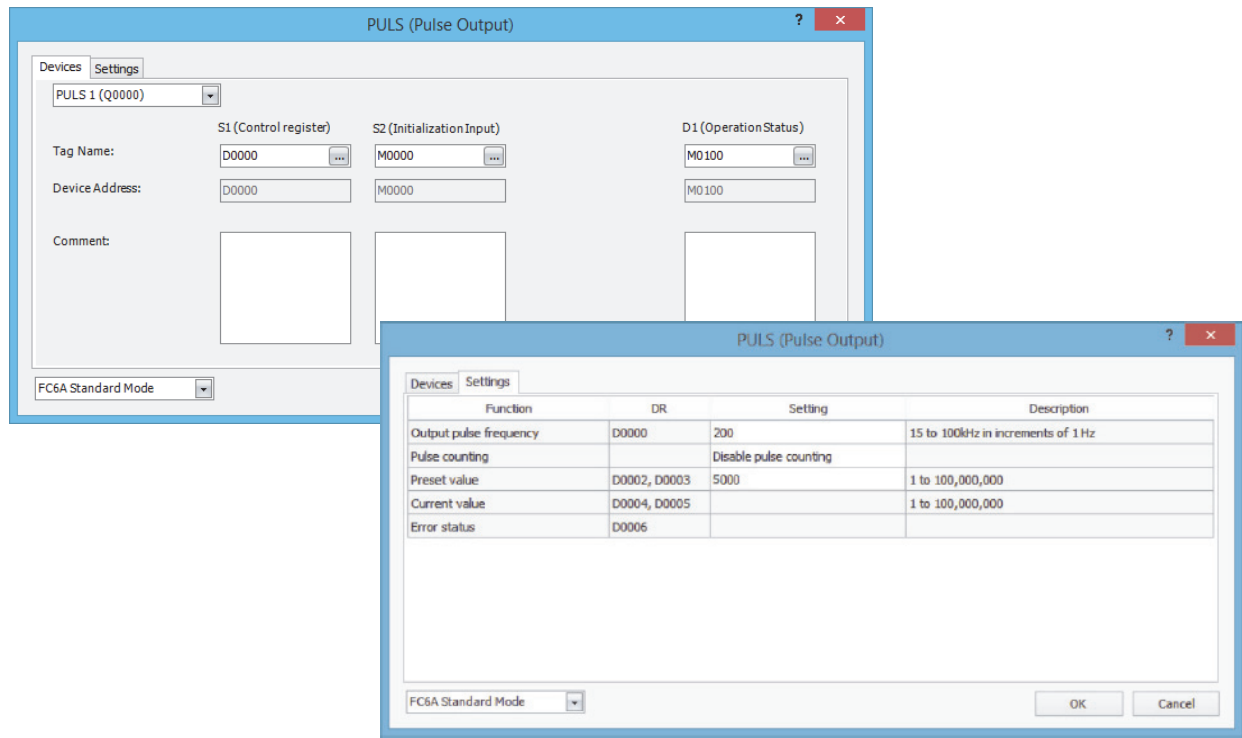 PULS (Pulse Output)
?
×
Devices Settings
PULS 1 (Q0000)
S1 (Control register) S2 (Initialization Input) D1 (Operation Status)
Tag Name: D0000 ... M0000 ... M0100 ...
Device Address: D0000 M0000 M0100
Comment:
FC6A Standard Mode
PULS (Pulse Output)
?
×
Devices Settings
Function DR Setting Description
Output pulse frequency D0000 200 15 to 100kHz in increments of 1 Hz
Pulse counting Disable pulse counting
Preset value D0002, D0003 5000 1 to 100,000,000
Current value D0004, D0005 1 to 100,000,000
Error status D0006
FC6A Standard Mode OK Cancel